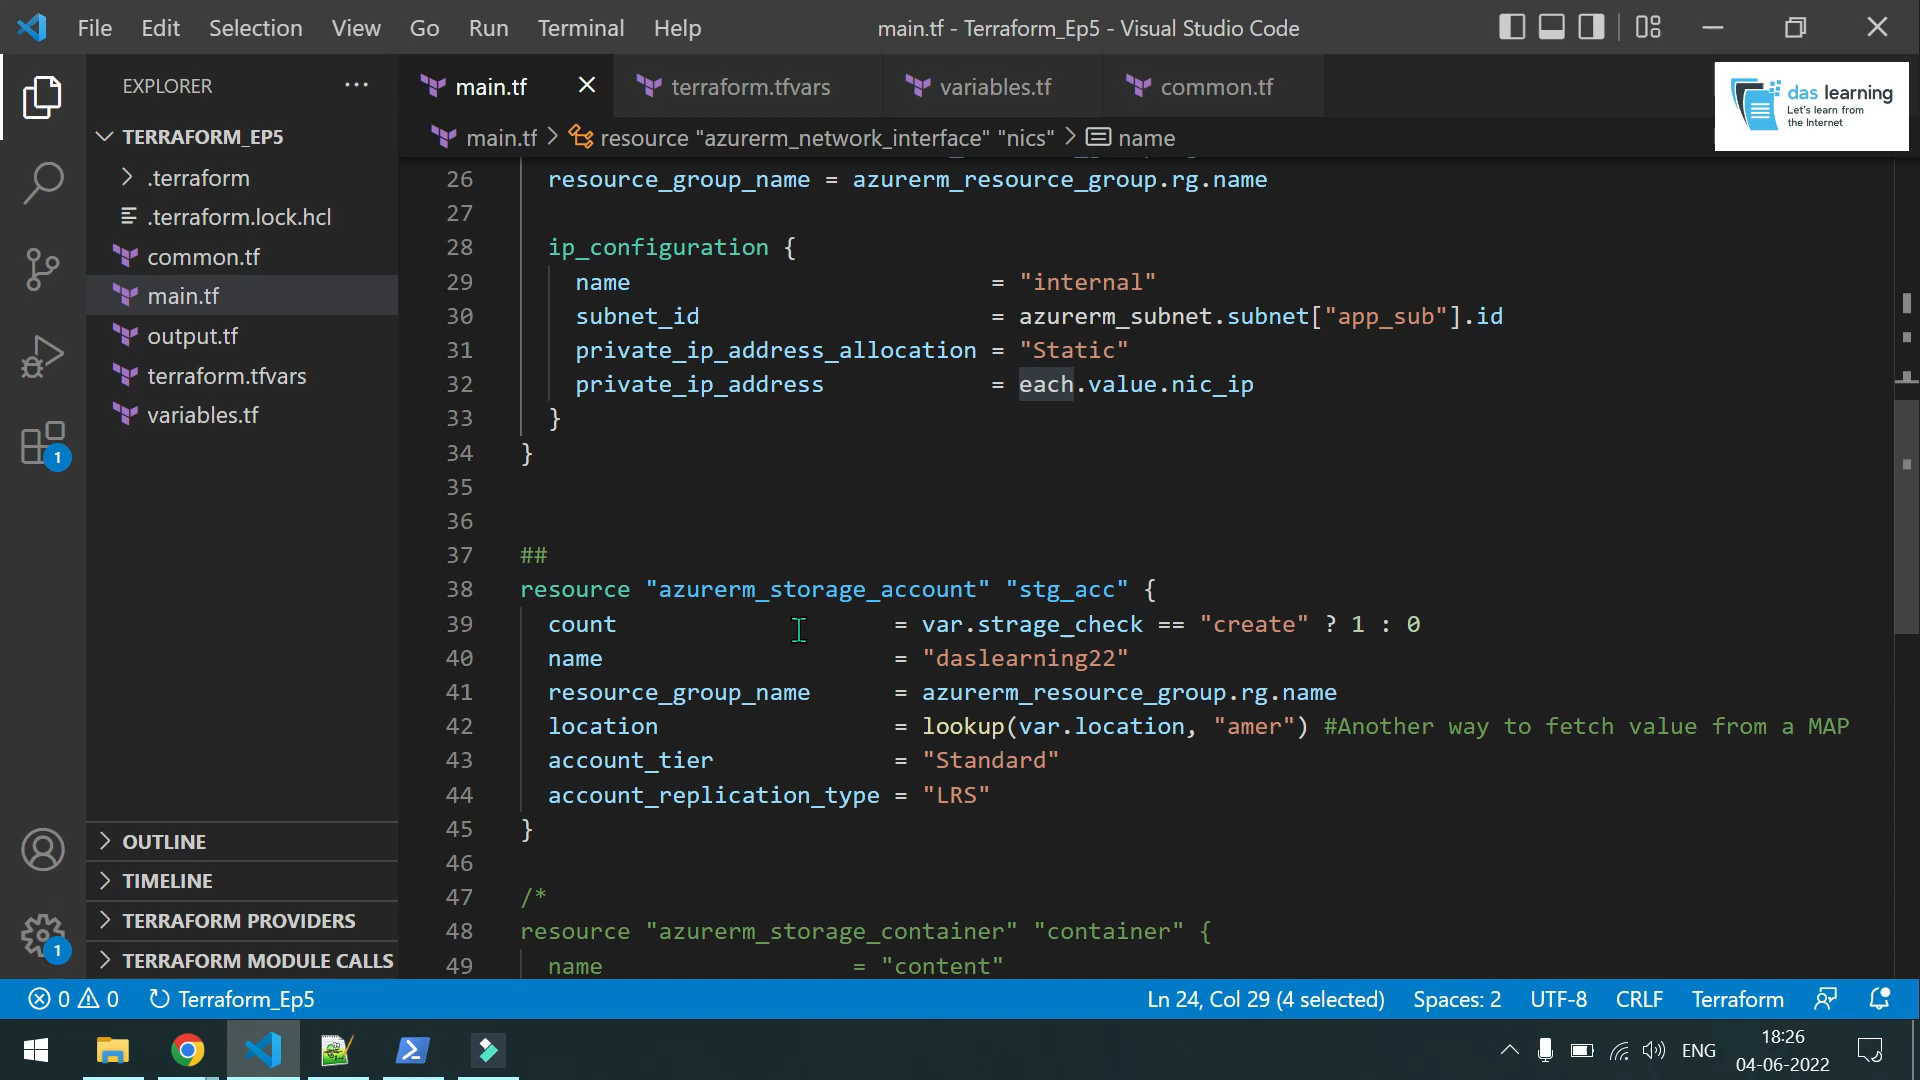 File Edit Selection View Go Run Terminal Help
main.tf - Terraform_Ep5 - Visual Studio Code
EXPLORER ···
main.tf
terraform.tfvars
variables.tf
common.tf
das learning
Let's learn from
the Internet
main.tf > resource "azurerm_network_interface" "nics" > name
TERRAFORM_EP5
.terraform
.terraform.lock.hcl
common.tf
main.tf
output.tf
terraform.tfvars
variables.tf
1
OUTLINE
TIMELINE
TERRAFORM PROVIDERS
TERRAFORM MODULE CALLS
1
26 resource_group_name = azurerm_resource_group.rg.name
27
28 ip_configuration {
29 name = "internal"
30 subnet_id = azurerm_subnet.subnet["app_sub"].id
31 private_ip_address_allocation = "Static"
32 private_ip_address = each.value.nic_ip
33 }
34 }
35
36
37 ##
38 resource "azurerm_storage_account" "stg_acc" {
39 count = var.strage_check == "create" ? 1 : 0
40 name = "daslearning22"
41 resource_group_name = azurerm_resource_group.rg.name
42 location = lookup(var.location, "amer") #Another way to fetch value from a MAP
43 account_tier = "Standard"
44 account_replication_type = "LRS"
45 }
46
47 /*
48 resource "azurerm_storage_container" "container" {
49 name = "content"
0 0 Terraform_Ep5
Ln 24, Col 29 (4 selected) Spaces: 2 UTF-8 CRLF Terraform
ENG
18:26
04-06-2022